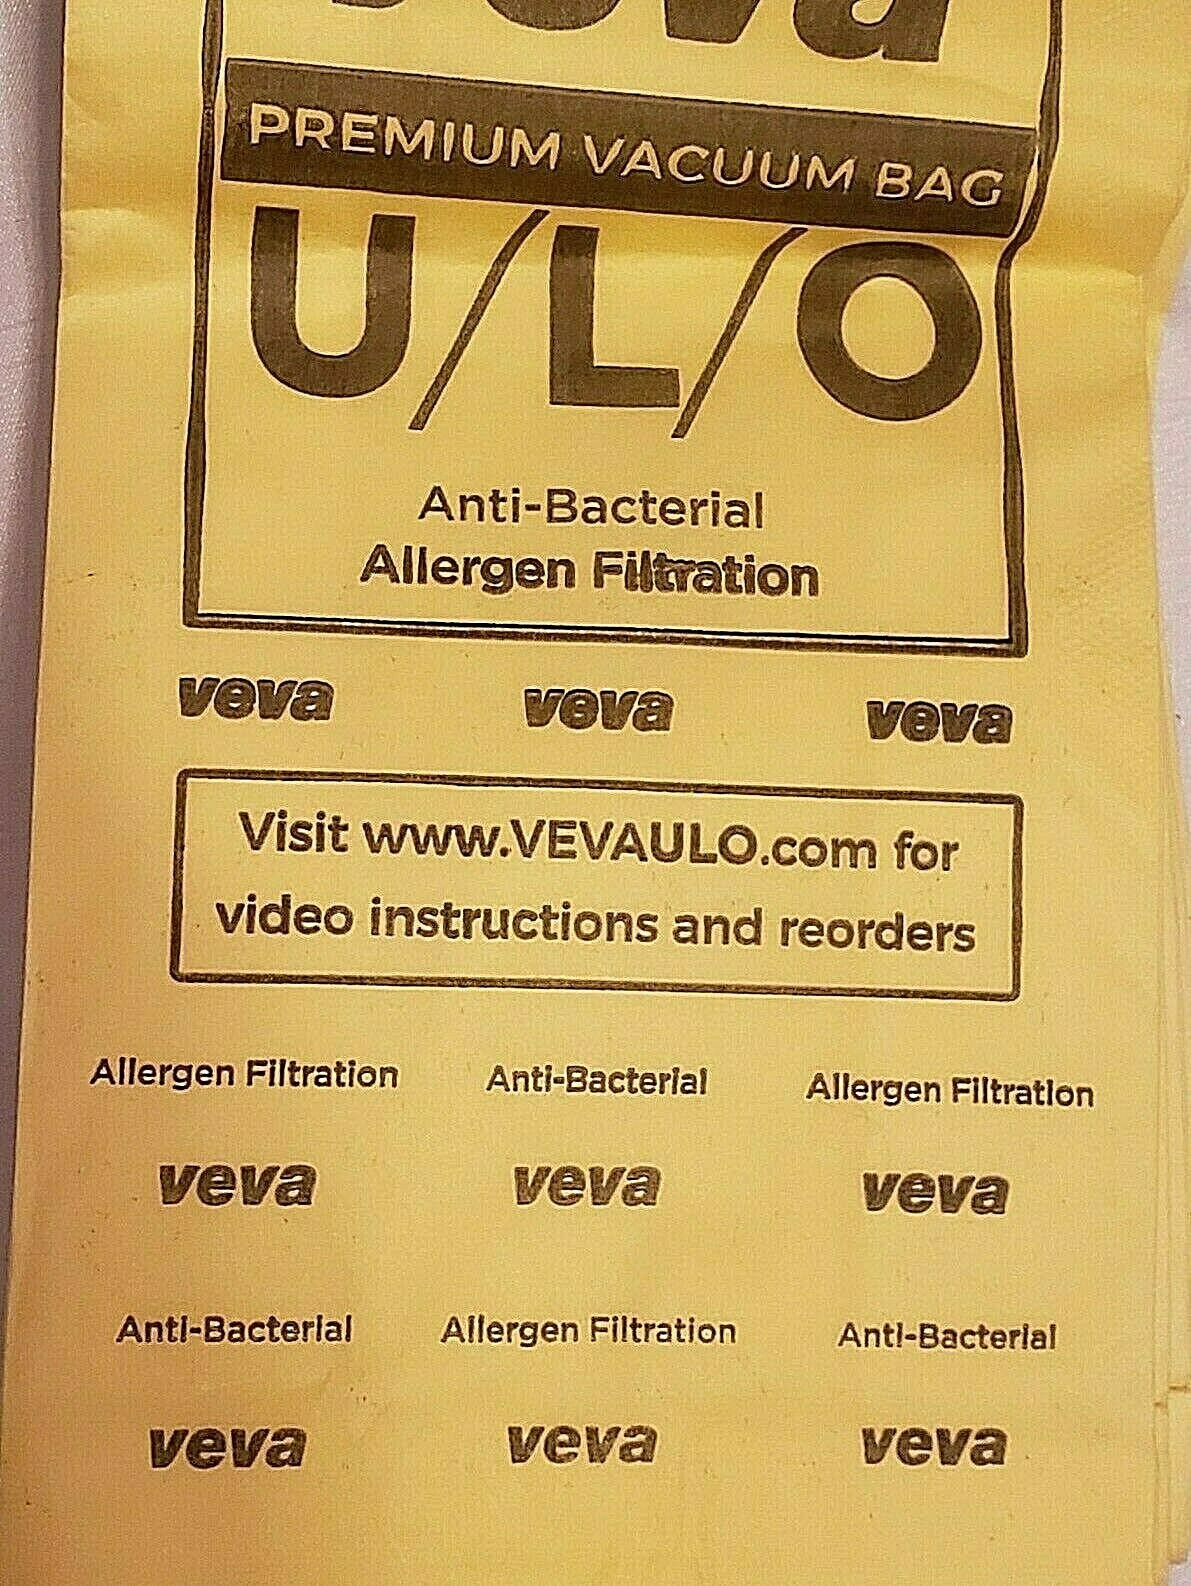 veva
PREMIUM VACUUM BAG
U/L/O
Anti-Bacterial
Allergen Filtration
veva veva veva
Visit www.VEVAULO.com for
video instructions and reorders
Allergen Filtration Anti-Bacterial Allergen Filtration
veva veva veva
Anti-Bacterial Allergen Filtration Anti-Bacterial
veva veva veva